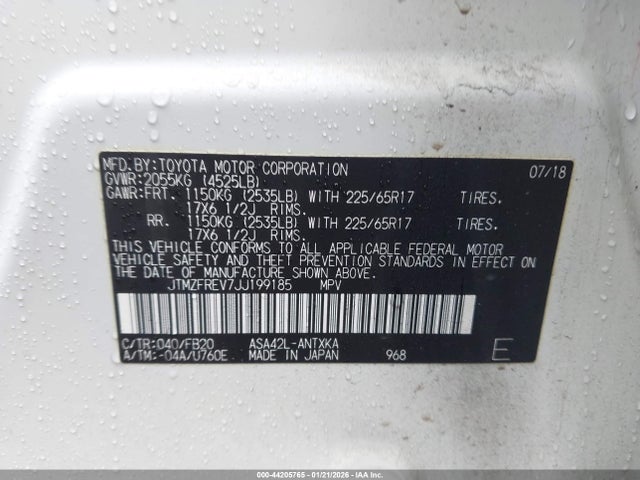 MFD.BY:TOYOTA MOTOR CORPORATION 07/18
GVWR:2055KG (4525LB)
GAWR:FRT. 1150KG (2535LB) WITH 225/65R17 TIRES.
17X6 1/2J RIMS.
RR. 1150KG (2535LB) WITH 225/65R17 TIRES.
17X6 1/2J RIMS.
THIS VEHICLE CONFORMS TO ALL APPLICABLE FEDERAL MOTOR
VEHICLE SAFETY AND THEFT PREVENTION STANDARDS IN EFFECT
ON THE DATE OF MANUFACTURE SHOWN ABOVE.
JTMZFREV7JJ199185 MPV
C/TR:040/FB20 ASA42L-ANTXKA
A/TM:-04A/U760E MADE IN JAPAN 968 E
000-44205765 - 01/21/2026 - IAAI.COM